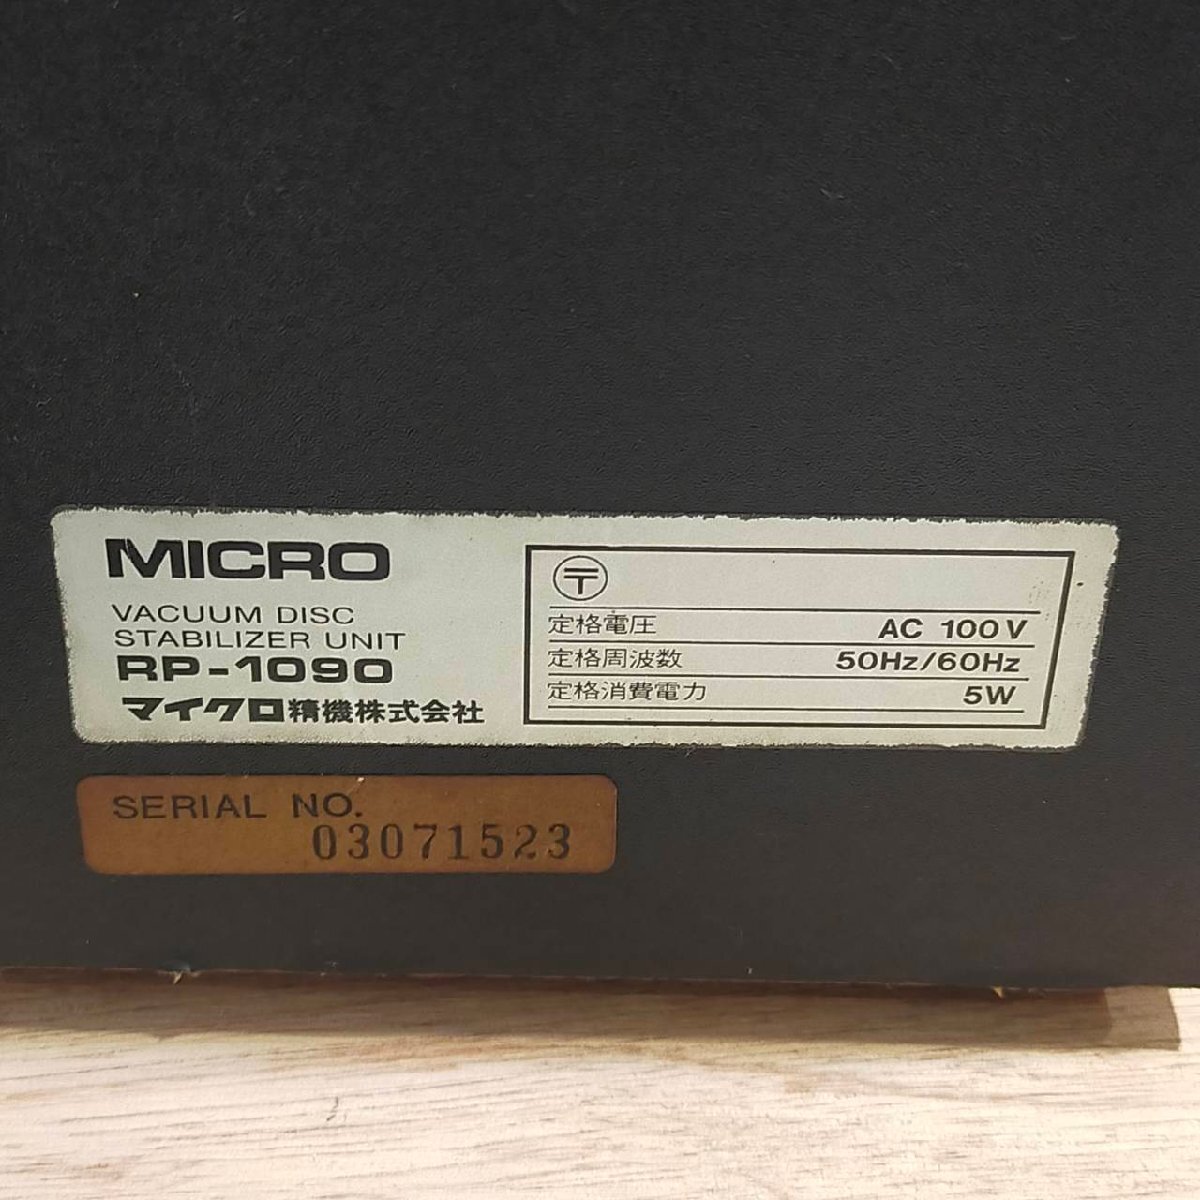 MICRO
VACUUM DISC
STABILIZER UNIT
RP-1090
マイクロ精機株式会社
〒
定格電圧 AC 100V
定格周波数 50Hz/60Hz
定格消費電力 5W
SERIAL NO.
03071523